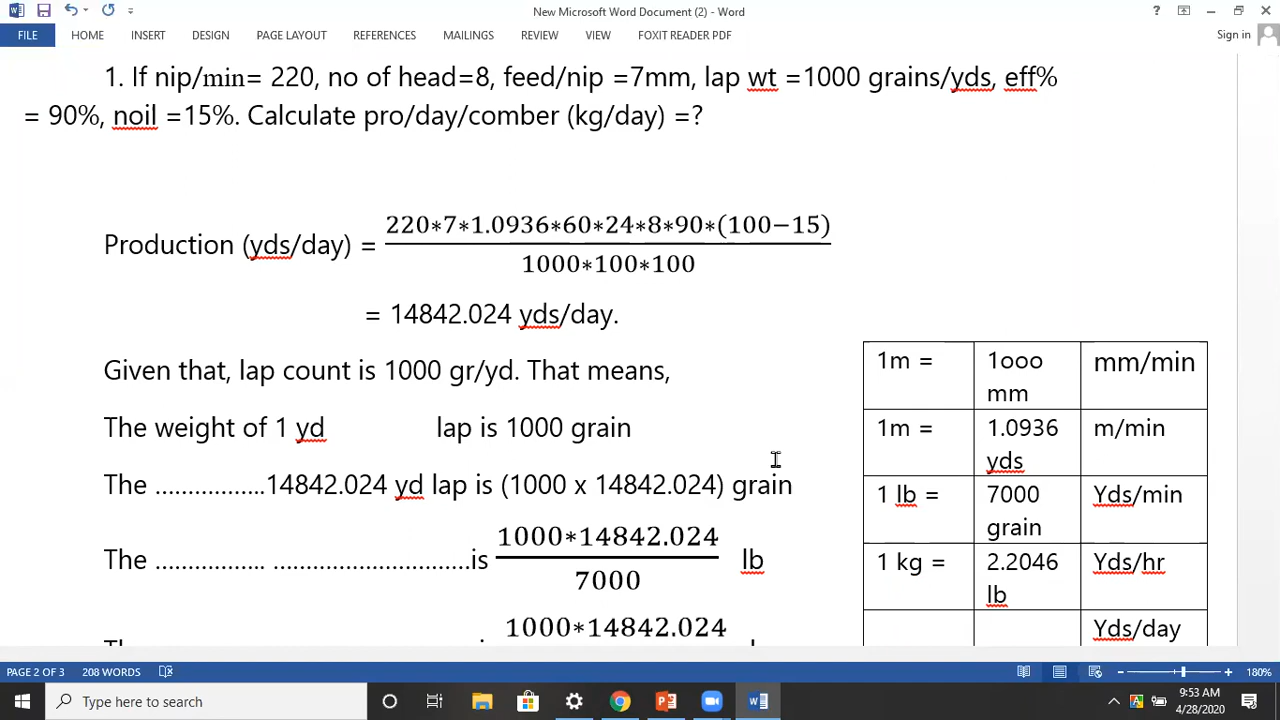 New Microsoft Word Document (2) - Word
?
FILE HOME INSERT DESIGN PAGE LAYOUT REFERENCES MAILINGS REVIEW VIEW FOXIT READER PDF Sign in
1. If nip/min= 220, no of head=8, feed/nip =7mm, lap wt =1000 grains/yds, eff%
= 90%, noil =15%. Calculate pro/day/comber (kg/day) =?
Production (yds/day) = 220*7*1.0936*60*24*8*90*(100−15)
1000*100*100
= 14842.024 yds/day.
Given that, lap count is 1000 gr/yd. That means,
The weight of 1 yd lap is 1000 grain
The ................14842.024 yd lap is (1000 x 14842.024) grain
The ................ ............................is 1000*14842.024 lb
7000
1000*14842.024
1m = 1ooo mm/min
mm
1m = 1.0936 m/min
yds
1 lb = 7000 Yds/min
grain
1 kg = 2.2046 Yds/hr
lb
Yds/day
PAGE 2 OF 3 208 WORDS 180%
Type here to search
9:53 AM
4/28/2020